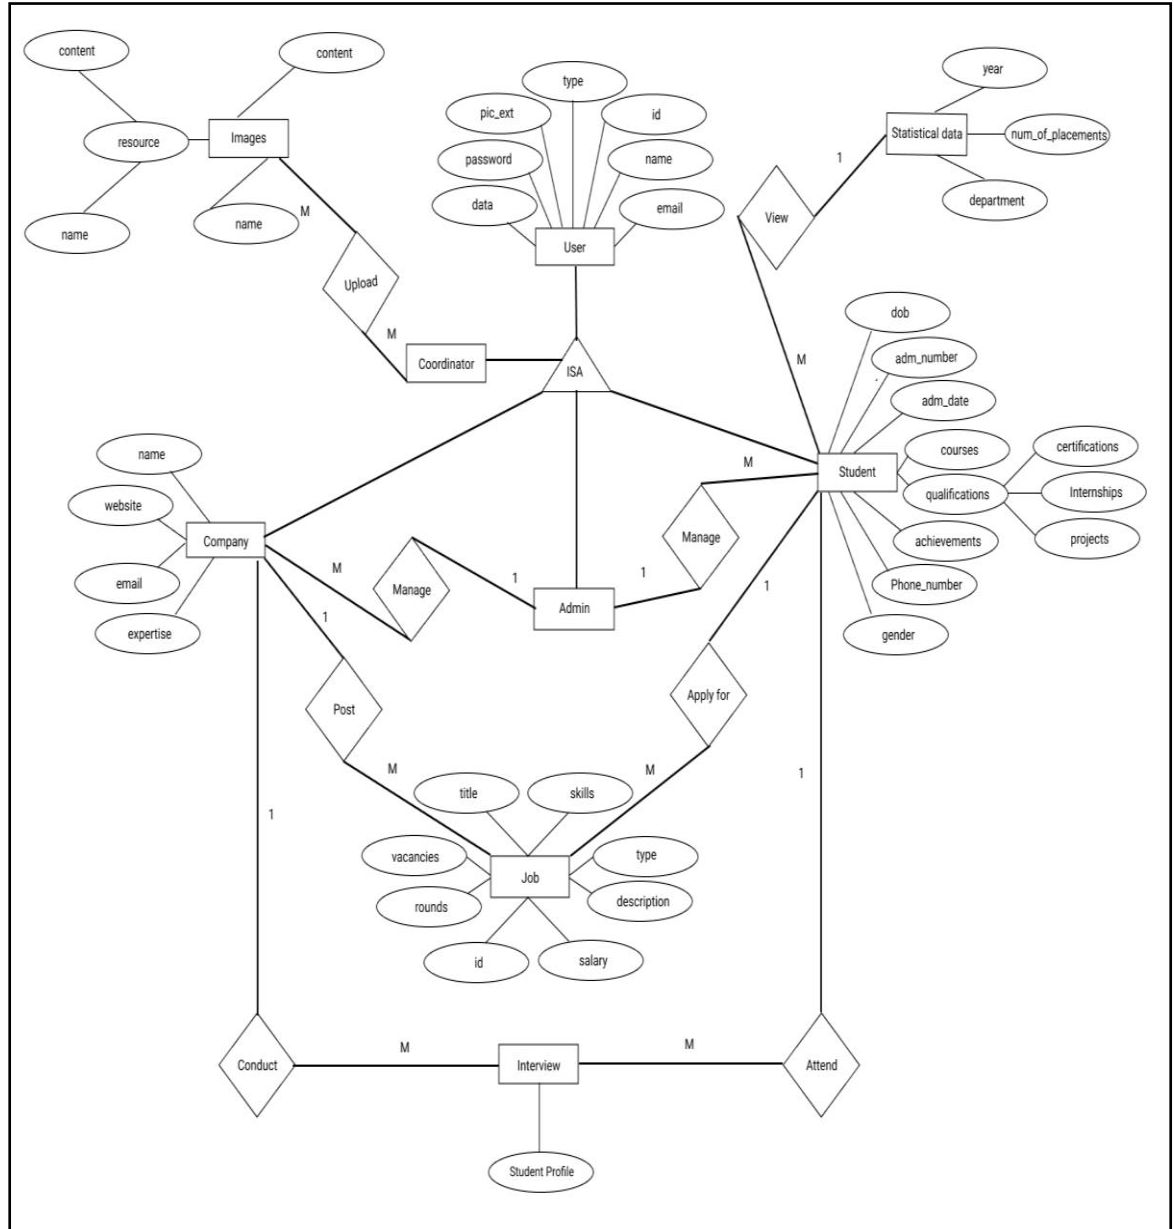 content
content
year
type
pic_ext
id
Statistical data
num_of_placements
resource
Images
password
name
1
data
email
department
M
name
name
View
User
Upload
dob
M
M
adm_number
Coordinator
ISA
adm_date
name
courses
certifications
M
Student
website
qualifications
Internships
Company
Manage
achievements
projects
M
1
1
email
Manage
Admin
1
Phone_number
1
expertise
gender
Post
Apply for
M
M
title
skills
1
1
vacancies
type
Job
rounds
description
id
salary
M
M
Conduct
Interview
Attend
Student Profile